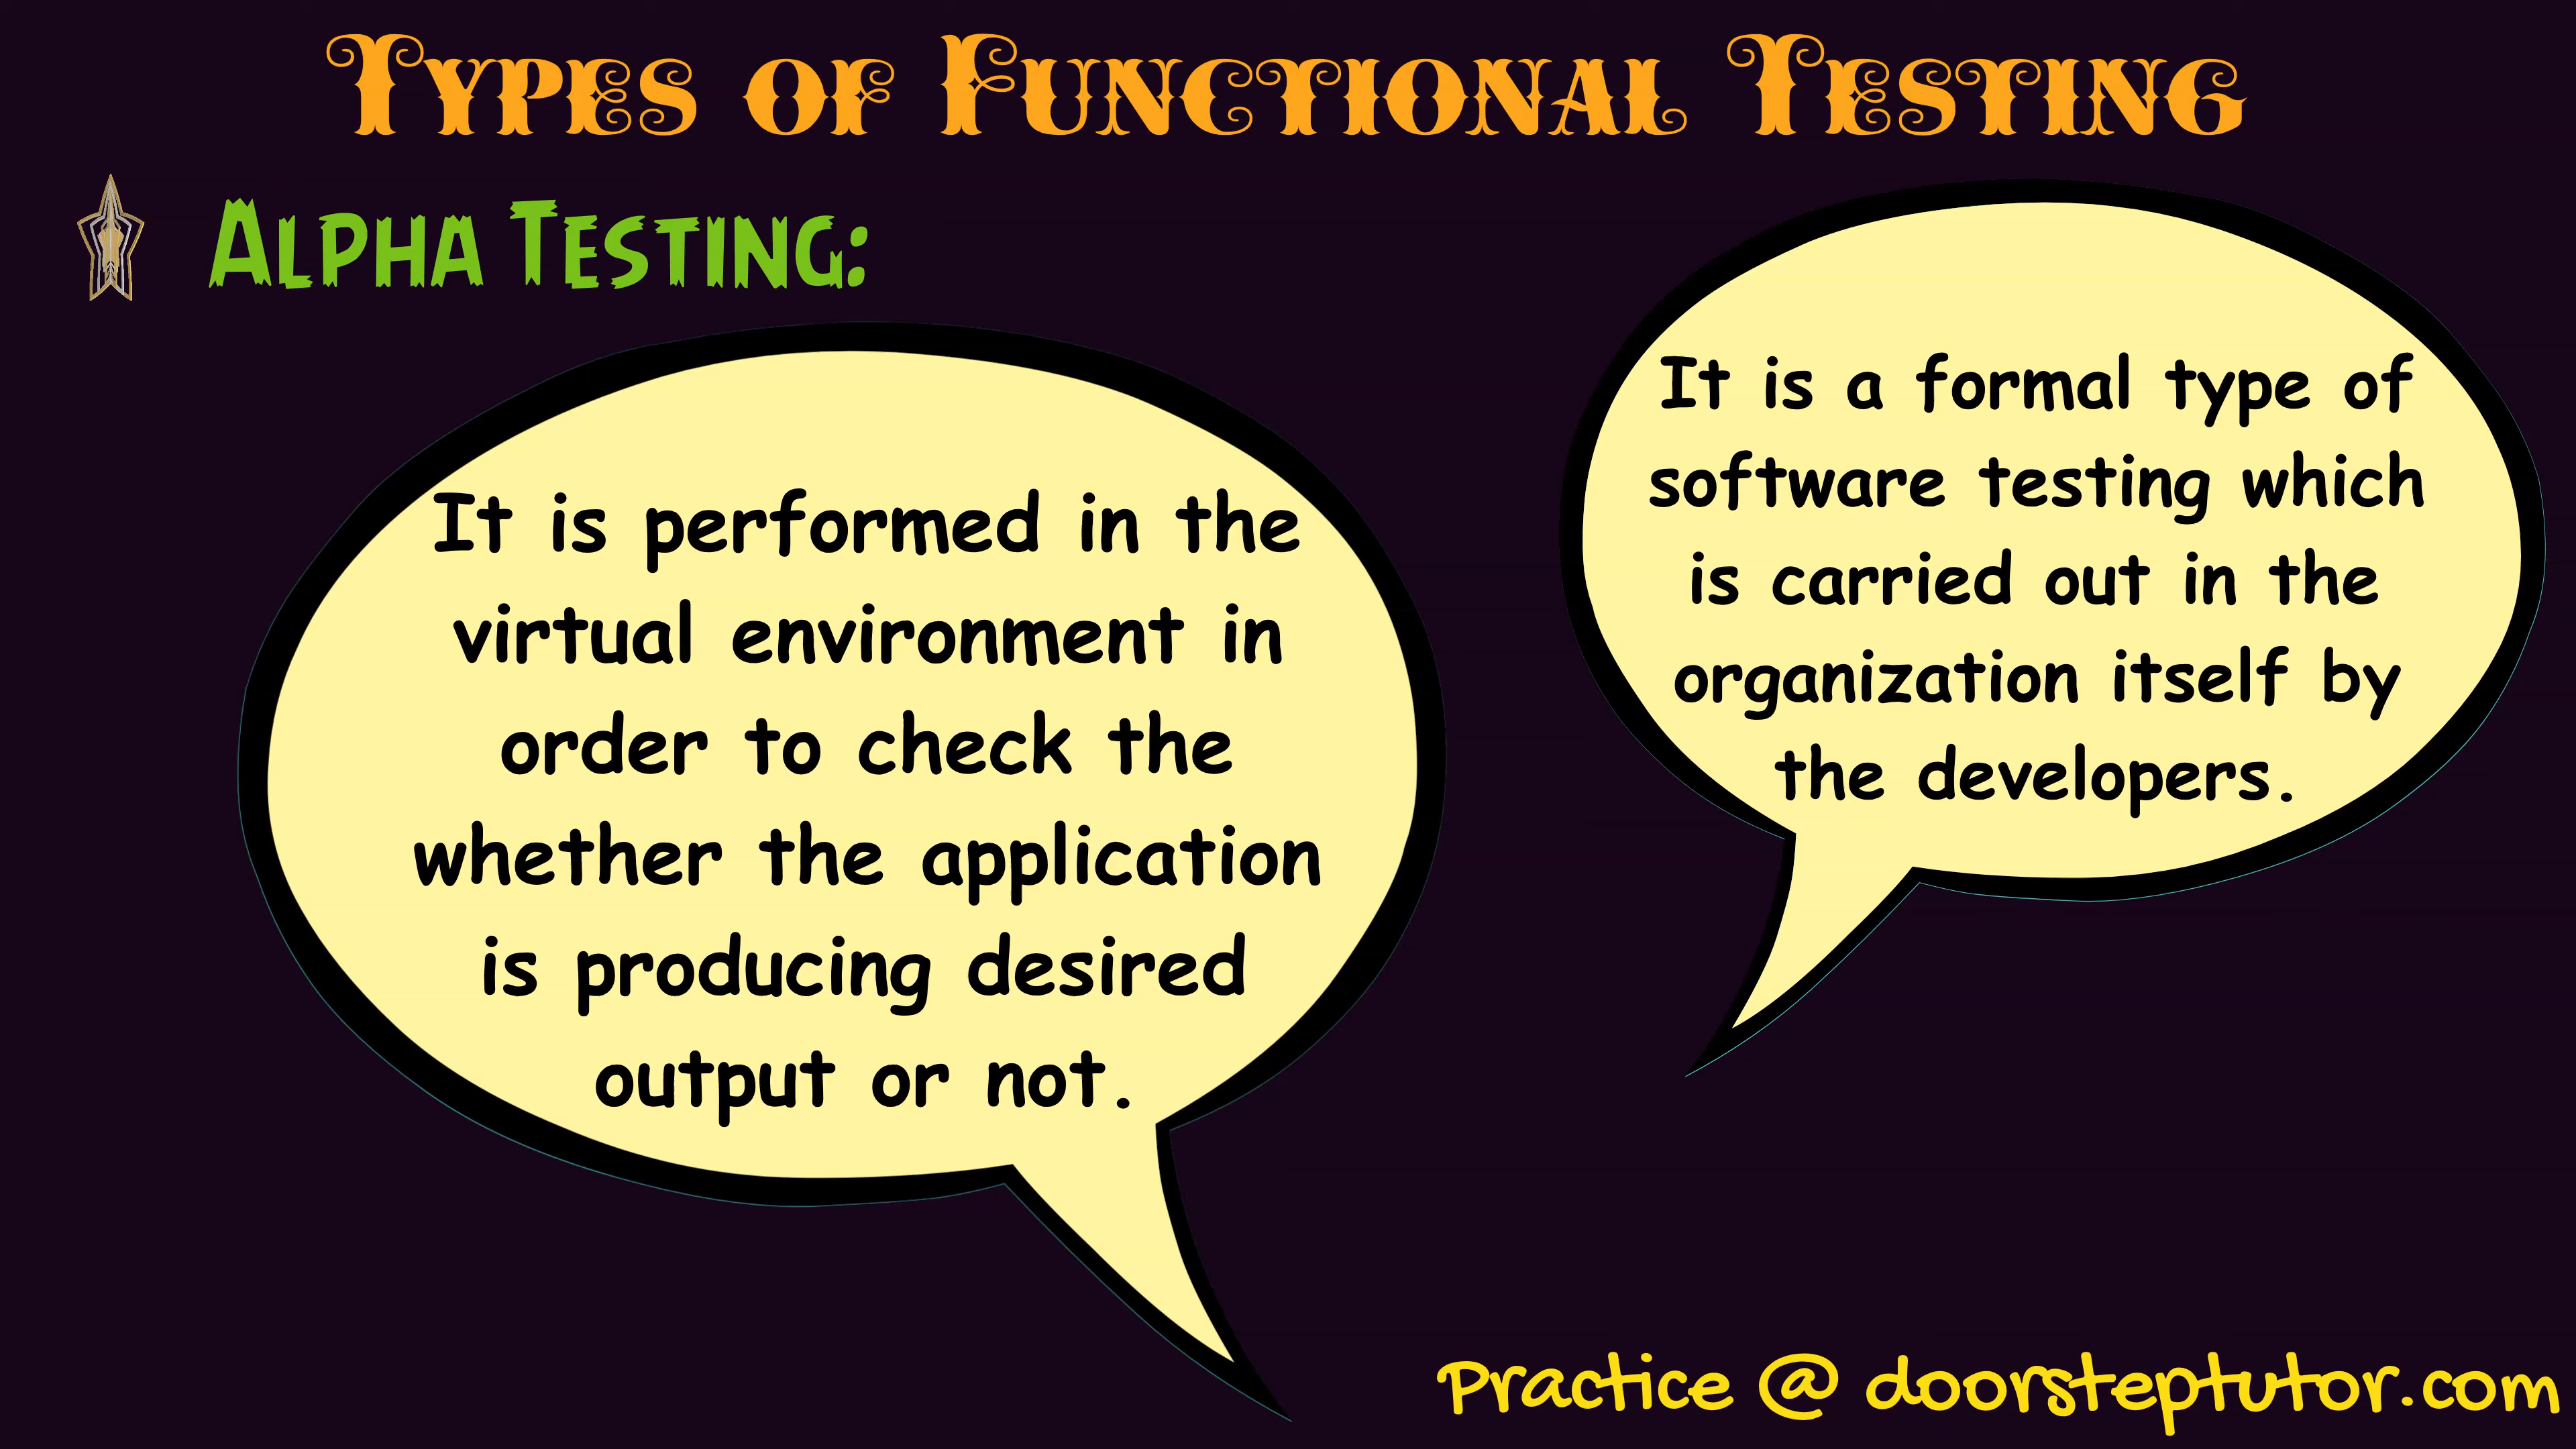 Types of Functional Testing
Alpha Testing:
It is performed in the
virtual environment in
order to check the
whether the application
is producing desired
output or not.
It is a formal type of
software testing which
is carried out in the
organization itself by
the developers.
Practice @ doorsteptutor.com